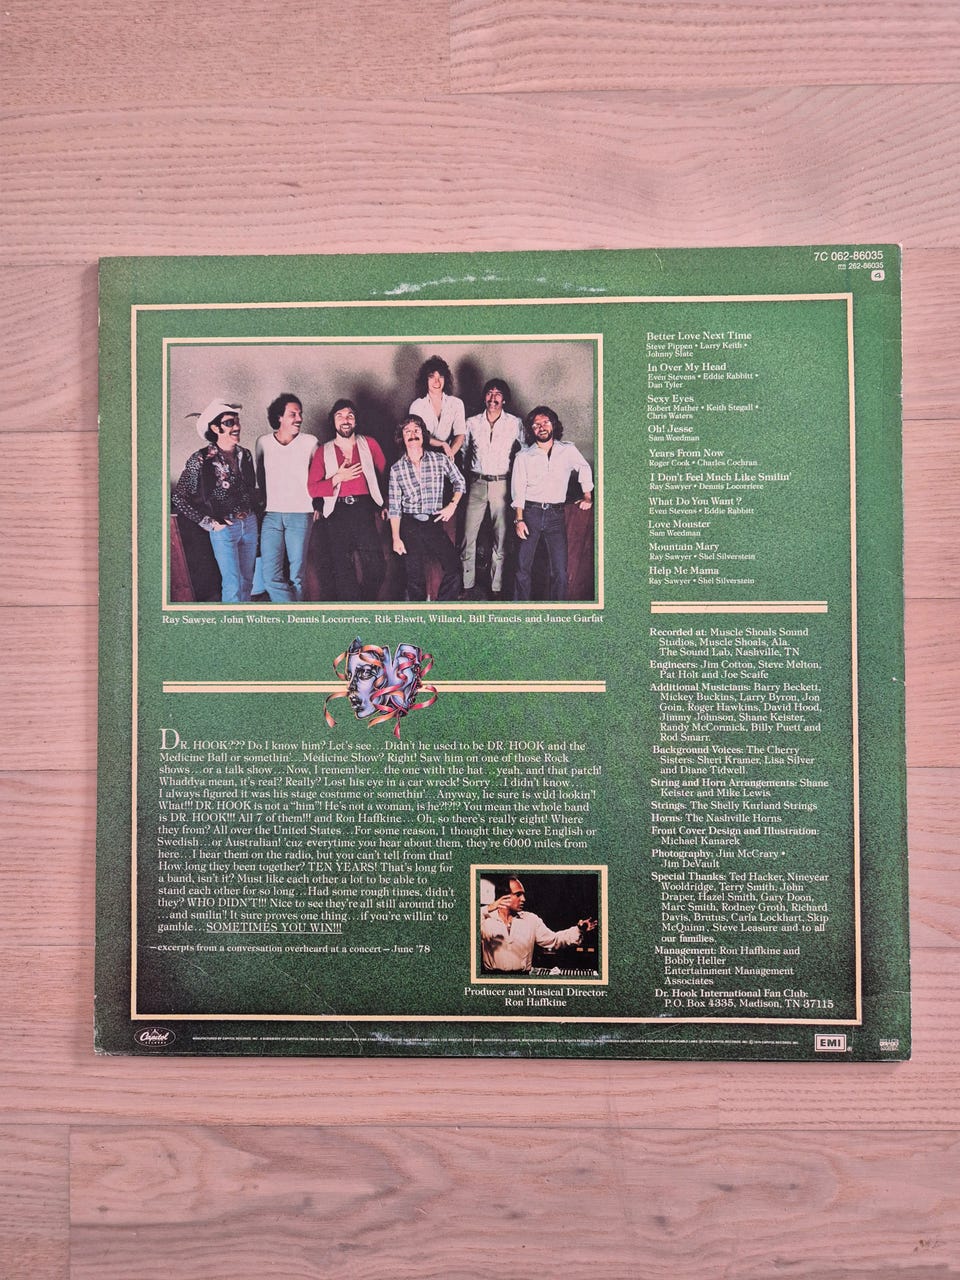 7C 062-86035
262-86035
4
Better Love Next Time
Steve Pippen • Larry Keith •
Johnny Slate
In Over My Head
Even Stevens • Eddie Rabbitt •
Dan Tyler
Sexy Eyes
Robert Mather • Keith Stegall •
Chris Waters
Oh! Jesse
Sam Weedman
Years From Now
Roger Cook • Charles Cochran
I Don't Feel Much Like Smilin'
Ray Sawyer • Dennis Locorriere
What Do You Want ?
Even Stevens • Eddie Rabbitt
Love Monster
Sam Weedman
Mountain Mary
Ray Sawyer • Shel Silverstein
Help Me Mama
Ray Sawyer • Shel Silverstein
Ray Sawyer, John Wolters, Dennis Locorriere, Rik Elswit, Willard, Bill Francis and Jance Garfat
DR. HOOK??? Do I know him? Let's see...Didn't he used to be DR. HOOK and the
Medicine Ball or somethin'...Medicine Show? Right! Saw him on one of those Rock
shows...or a talk show...Now, I remember...the one with the hat...yeah, and that patch!
Whaddya mean, it's real? Really? Lost his eye in a car wreck! Sorry...I didn't know...
I always figured it was his stage costume or somethin'...Anyway, he sure is wild lookin'!
What!!! DR. HOOK is not a "him"! He's not a woman, is he?!?!? You mean the whole band
is DR. HOOK!!! All 7 of them!!! and Ron Haffkine... Oh, so there's really eight! Where
they from? All over the United States...For some reason, I thought they were English or
Swedish...or Australian! 'cuz everytime you hear about them, they're 6000 miles from
here...I hear them on the radio, but you can't tell from that!
How long they been together? TEN YEARS! That's long for
a band, isn't it? Must like each other a lot to be able to
stand each other for so long...Had some rough times, didn't
they? WHO DIDN'T!!! Nice to see they're all still around tho'
...and smilin'! It sure proves one thing...if you're willin' to
gamble...SOMETIMES YOU WIN!!!
—excerpts from a conversation overheard at a concert—June '78
Producer and Musical Director:
Ron Haffkine
Recorded at: Muscle Shoals Sound
Studios, Muscle Shoals, Ala.
The Sound Lab, Nashville, TN
Engineers: Jim Cotton, Steve Melton,
Pat Holt and Joe Scaife
Additional Musicians: Barry Beckett,
Mickey Buckins, Larry Byrom, Jon
Goin, Roger Hawkins, David Hood,
Jimmy Johnson, Shane Keister,
Randy McCormick, Billy Puett and
Rod Smarr.
Background Voices: The Cherry
Sisters: Sheri Kramer, Lisa Silver
and Diane Tidwell.
String and Horn Arrangements: Shane
Keister and Mike Lewis
Strings: The Shelly Kurland Strings
Horns: The Nashville Horns
Front Cover Design and Illustration:
Michael Kanarek
Photography: Jim McCrary •
Jim DeVault
Special Thanks: Ted Hacker, Nineyear
Wooldridge, Terry Smith, John
Draper, Hazel Smith, Gary Doon,
Marc Smith, Rodney Groth, Richard
Davis, Brutus, Carla Lockhart, Skip
McQuinn, Steve Leasure and to all
our families.
Management: Ron Haffkine and
Bobby Heller
Entertainment Management
Associates
Dr. Hook International Fan Club:
P.O. Box 4335, Madison, TN 37115
Capitol
RECORDS
EMI